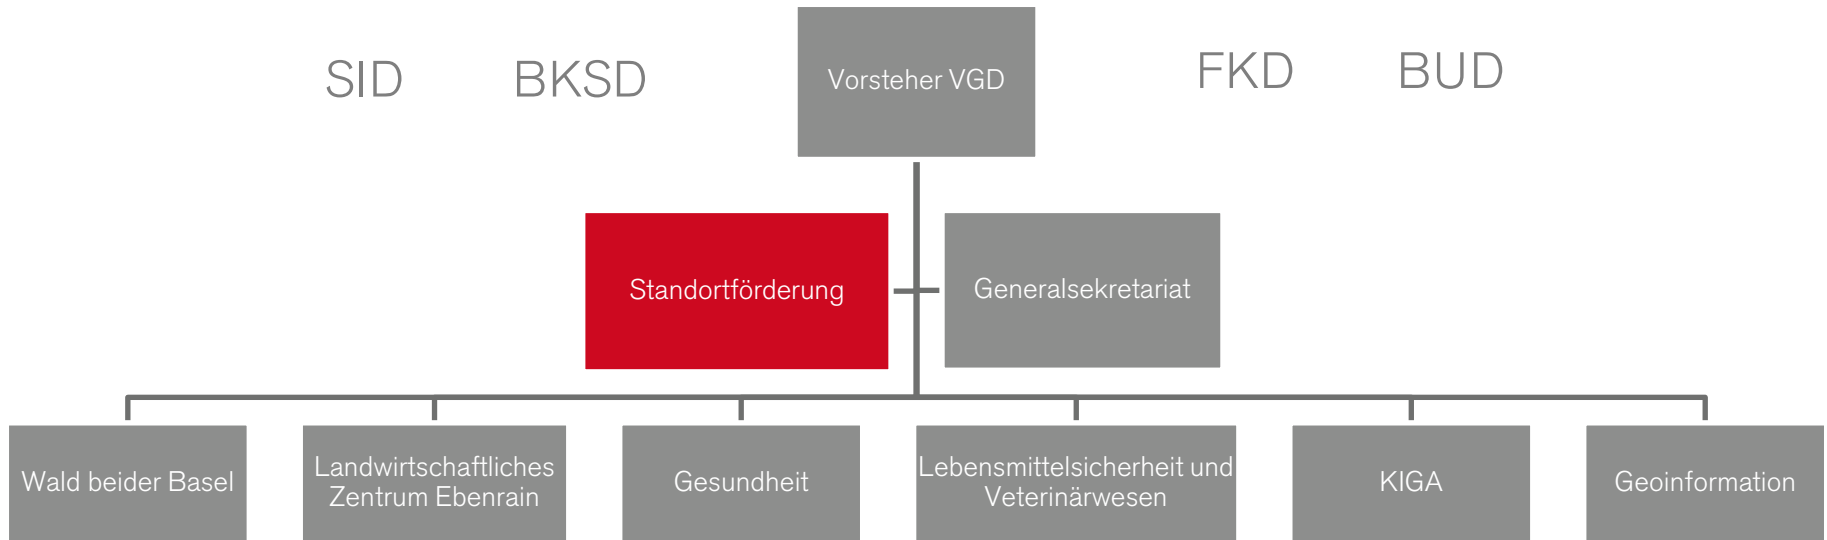 SID BKSD Vorsteher VGD FKD BUD
Standortförderung Generalsekretariat
Wald beider Basel
Landwirtschaftliches
Zentrum Ebenrain
Gesundheit
Lebensmittelsicherheit und
Veterinärwesen
KIGA
Geoinformation